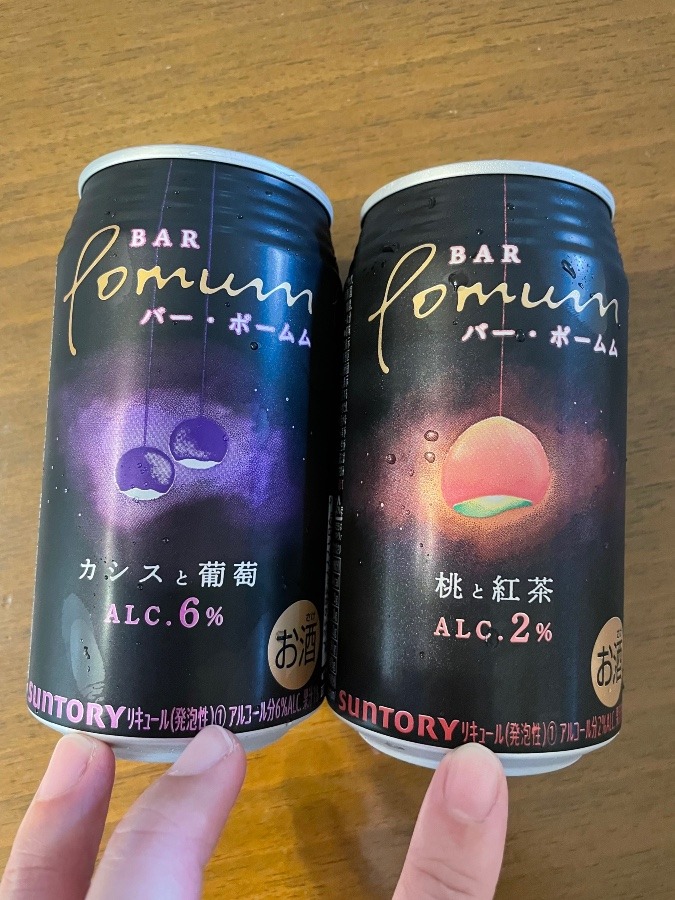 BAR
Pomum
バー・ポームム
カシスと葡萄
ALC.6%
お酒
SUNTORY リキュール(発泡性)① アルコール分6%ALC.
BAR
Pomum
バー・ポームム
桃と紅茶
ALC.2%
お酒
SUNTORY リキュール(発泡性)① アルコール分2%ALC